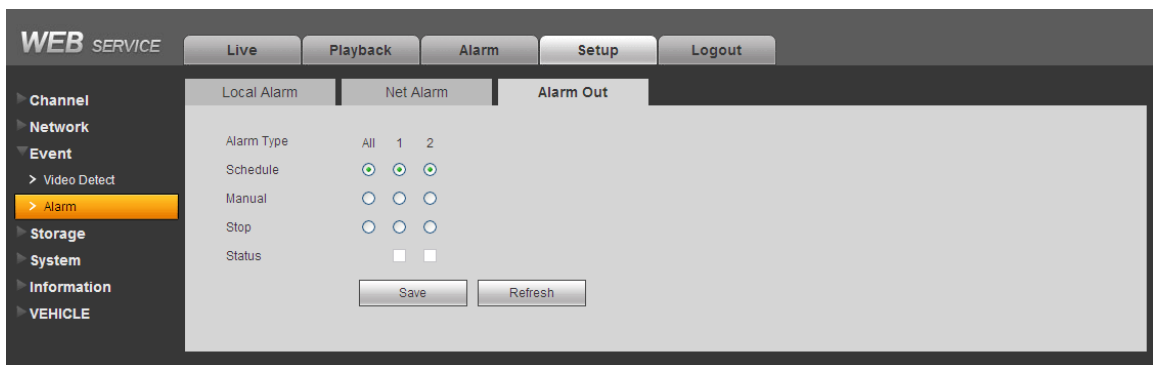 WEB SERVICE
Live Playback Alarm Setup Logout
Channel
Network
Event
> Video Detect
> Alarm
Storage
System
Information
VEHICLE
Local Alarm Net Alarm Alarm Out
Alarm Type All 1 2
Schedule
Manual
Stop
Status
Save Refresh